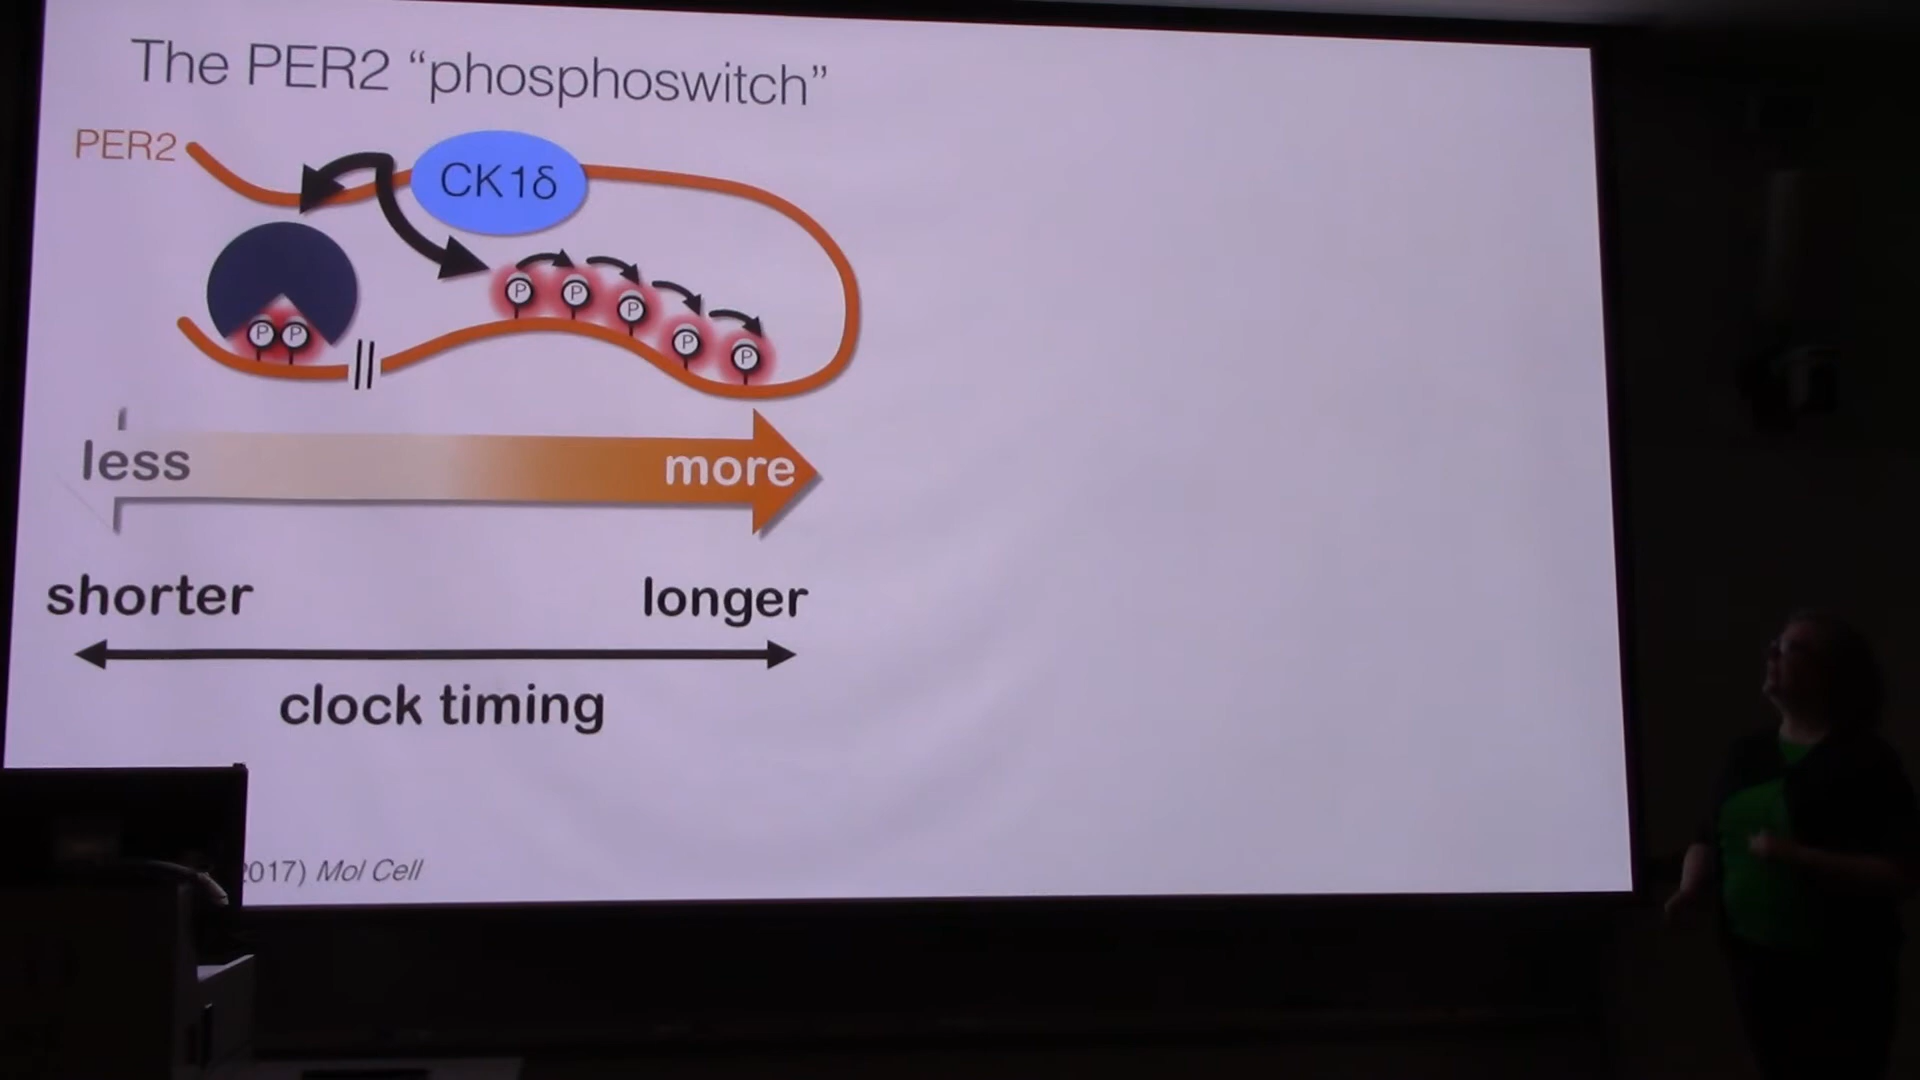 The PER2 “phosphoswitch”
PER2
CK1δ
P P P P P
P P
less more
shorter longer
clock timing
2017) Mol Cell